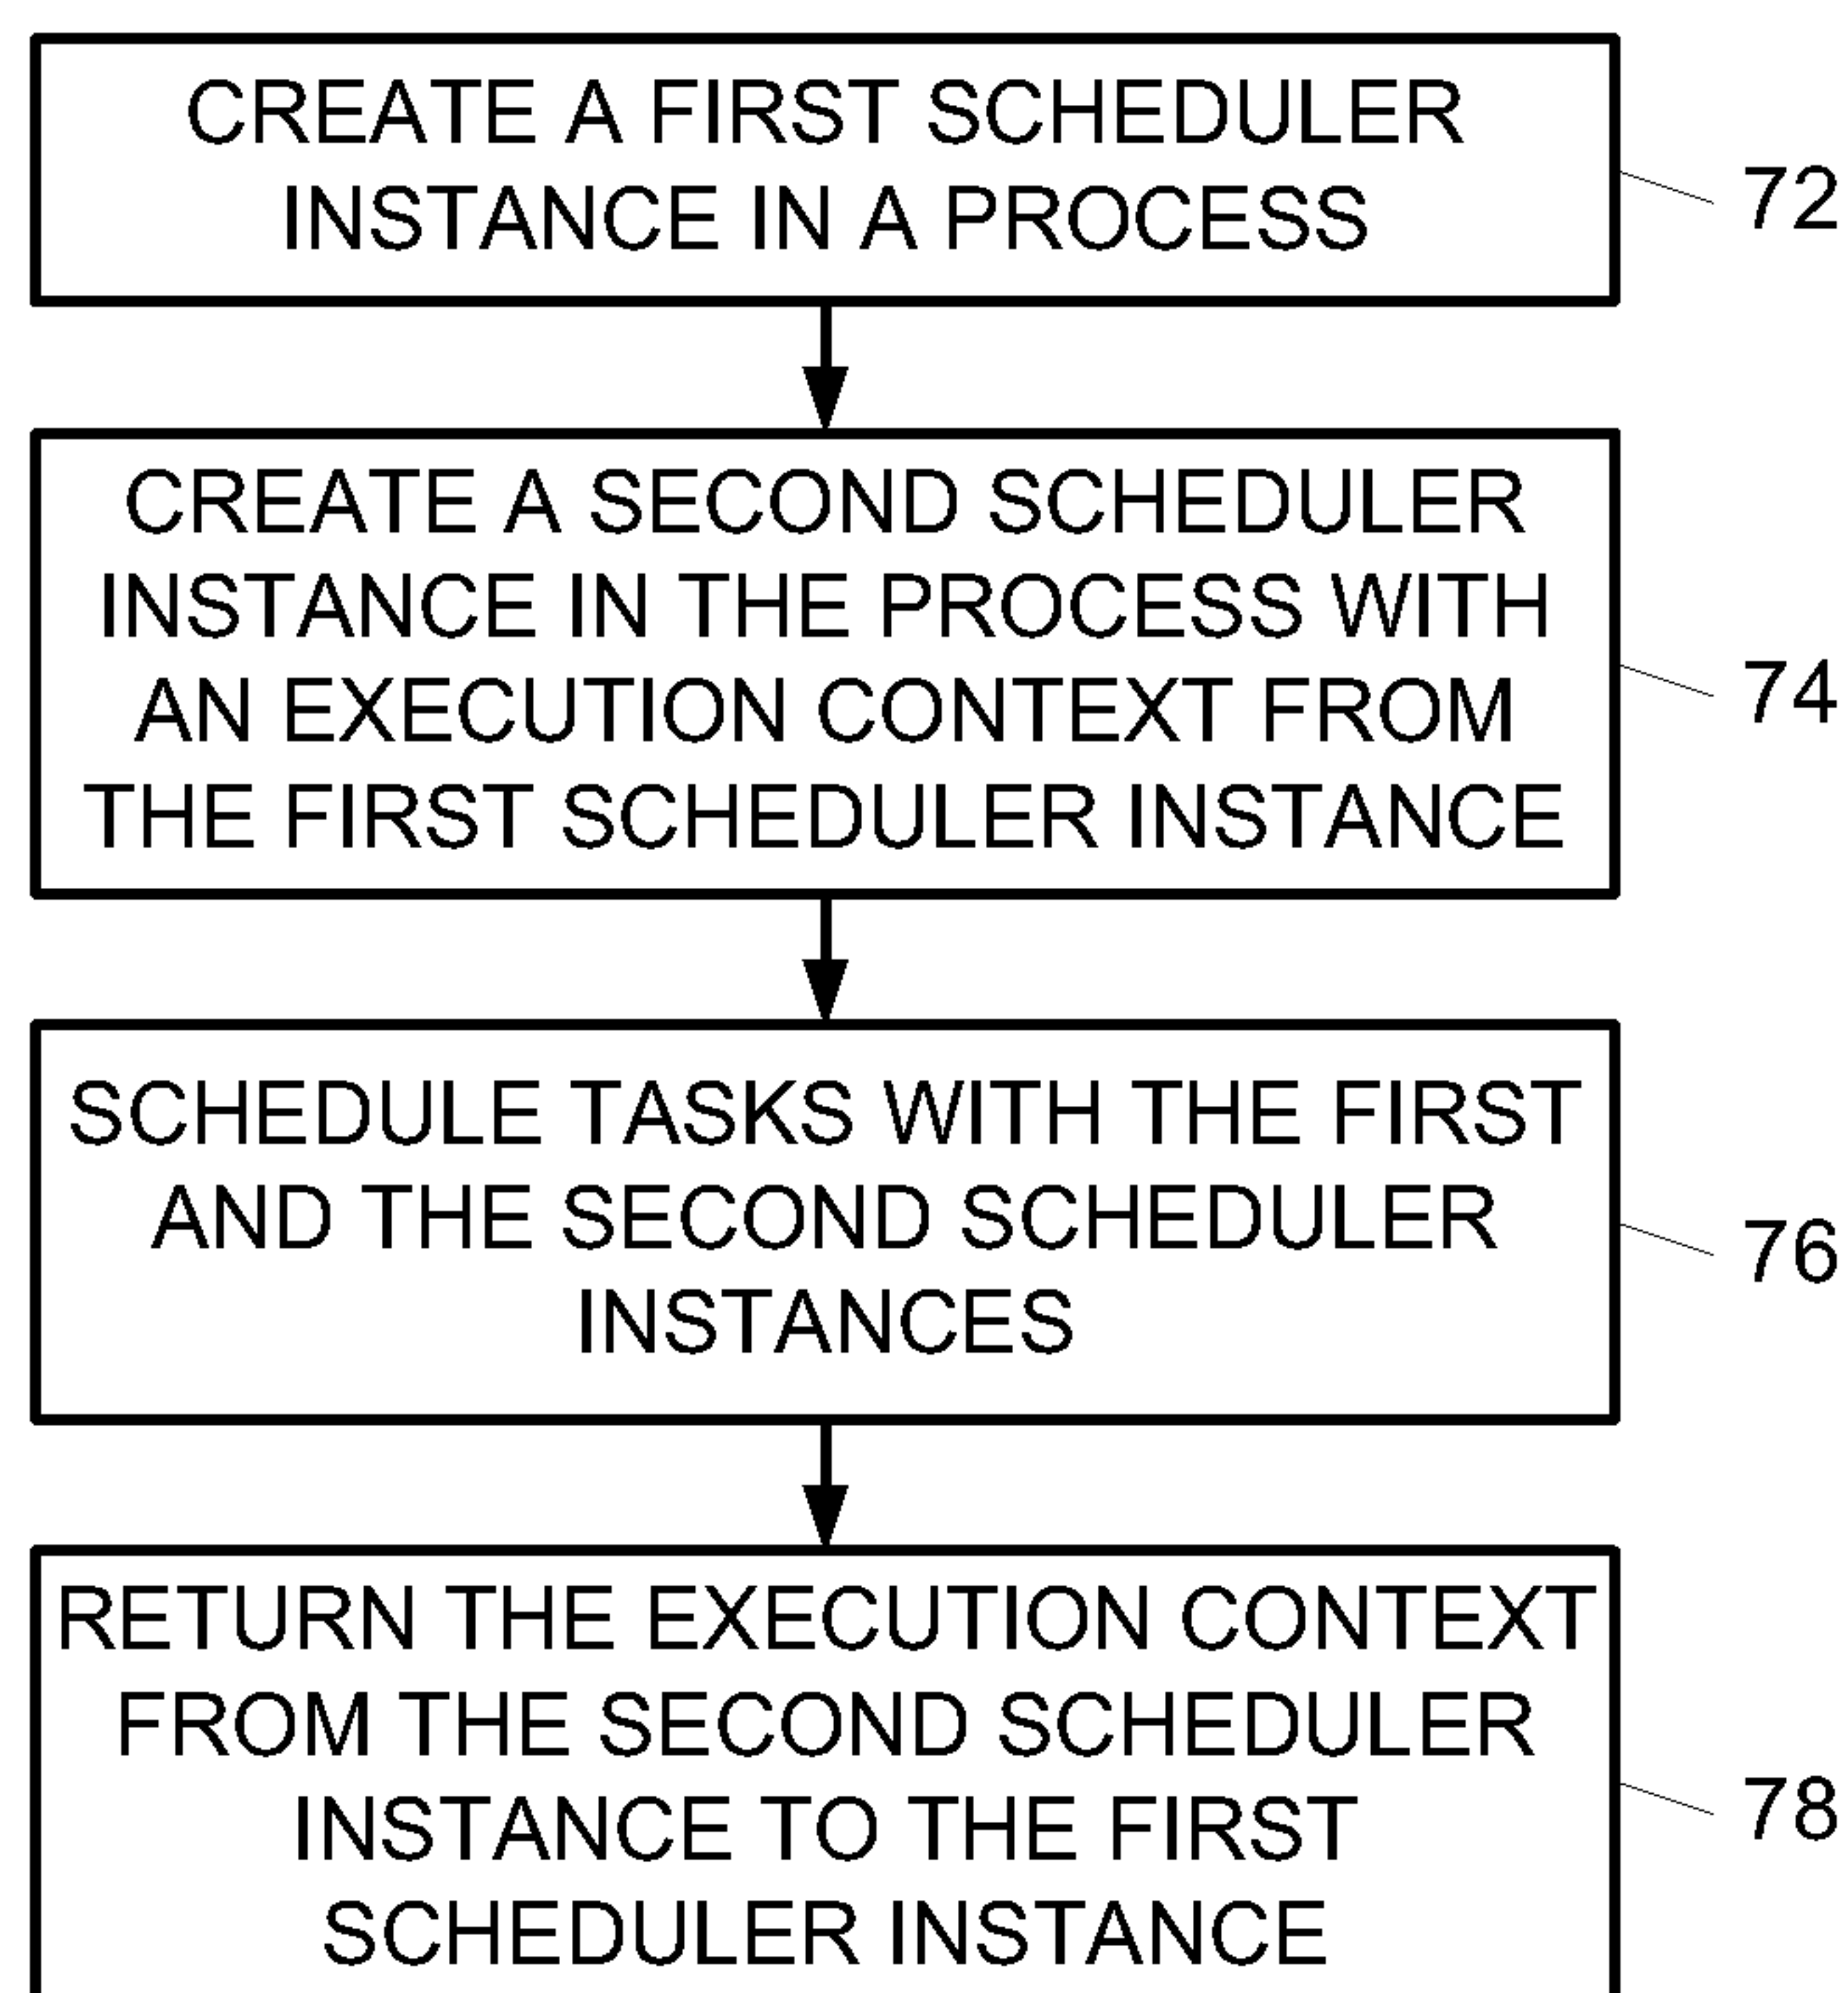 CREATE A FIRST SCHEDULER
INSTANCE IN A PROCESS
72
CREATE A SECOND SCHEDULER
INSTANCE IN THE PROCESS WITH
AN EXECUTION CONTEXT FROM
THE FIRST SCHEDULER INSTANCE
74
SCHEDULE TASKS WITH THE FIRST
AND THE SECOND SCHEDULER
INSTANCES
76
RETURN THE EXECUTION CONTEXT
FROM THE SECOND SCHEDULER
INSTANCE TO THE FIRST
SCHEDULER INSTANCE
78